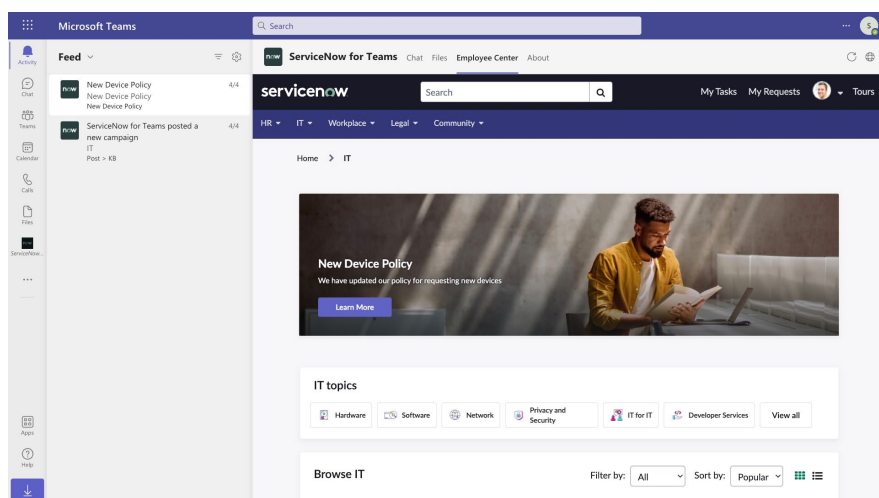 Microsoft Teams
Search
S
Activity
Chat
Teams
Calendar
Calls
Files
now
ServiceNow...
Apps
Help
Feed
now
New Device Policy 4/4
New Device Policy
New Device Policy
now
ServiceNow for Teams posted a 4/4
new campaign
IT
Post > KB
now ServiceNow for Teams Chat Files Employee Center About
servicenow Search My Tasks My Requests Tours
HR IT Workplace Legal Community
Home > IT
New Device Policy
We have updated our policy for requesting new devices
Learn More
IT topics
Hardware Software Network Privacy and Security IT for IT Developer Services View all
Browse IT Filter by: All Sort by: Popular